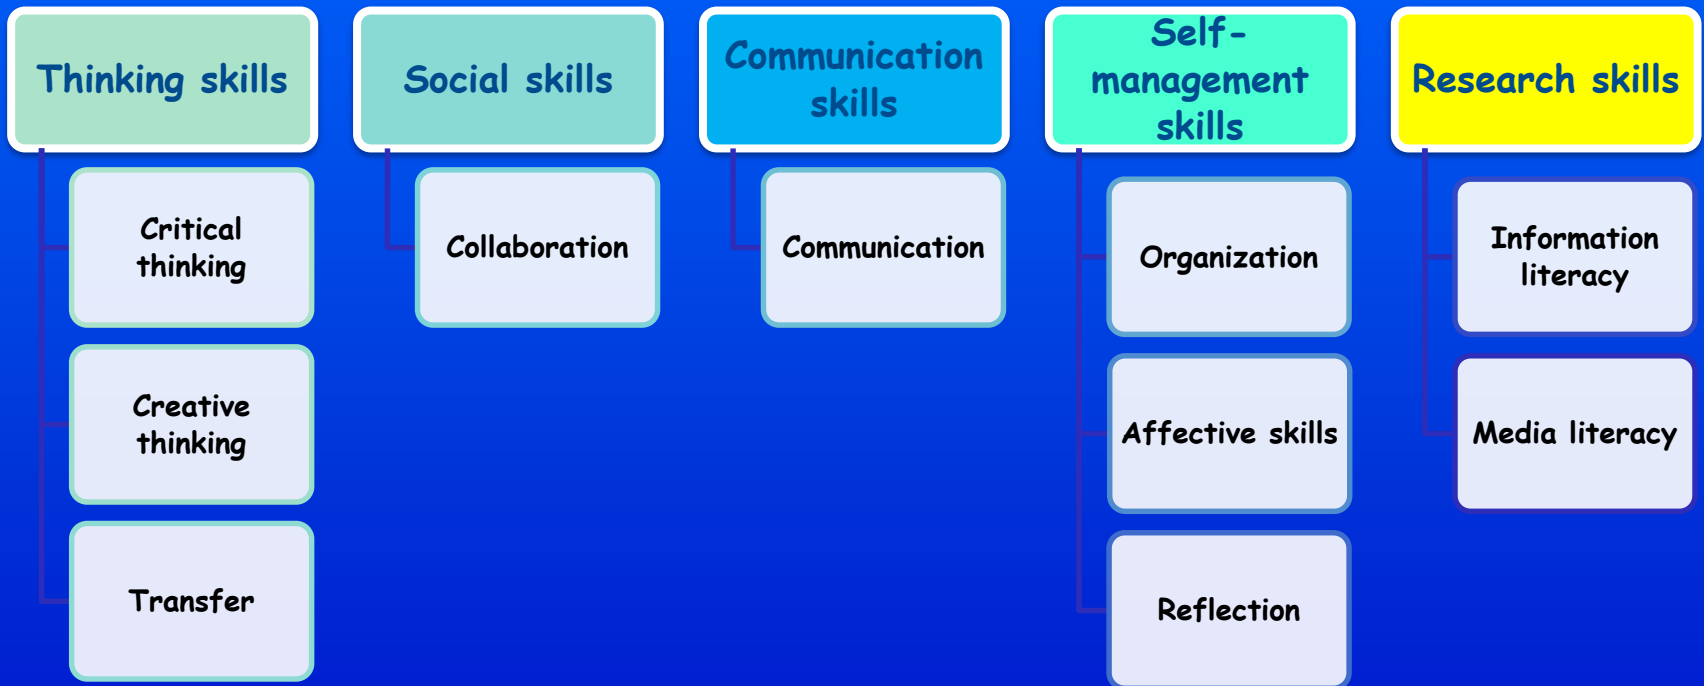 Thinking skills
Critical
thinking
Creative
thinking
Transfer
Social skills
Collaboration
Communication
skills
Communication
Self-
management
skills
Organization
Affective skills
Reflection
Research skills
Information
literacy
Media literacy